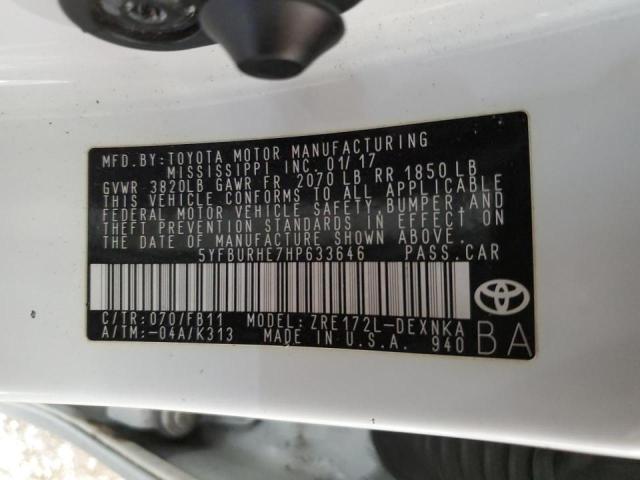 MFD.BY: TOYOTA MOTOR MANUFACTURING
MISSISSIPPI INC. 01/17
GVWR 3820LB GAWR FR 2070 LB RR 1850 LB
THIS VEHICLE CONFORMS TO ALL APPLICABLE
FEDERAL MOTOR VEHICLE SAFETY, BUMPER, AND
THEFT PREVENTION STANDARDS IN EFFECT ON
THE DATE OF MANUFACTURE SHOWN ABOVE.
5YFBURHE7HP633646 PASS.CAR
C/TR: 070/FB11 MODEL: ZRE172L-DEXNKA
A/TM: -04A/K313 MADE IN U.S.A. 940
BA